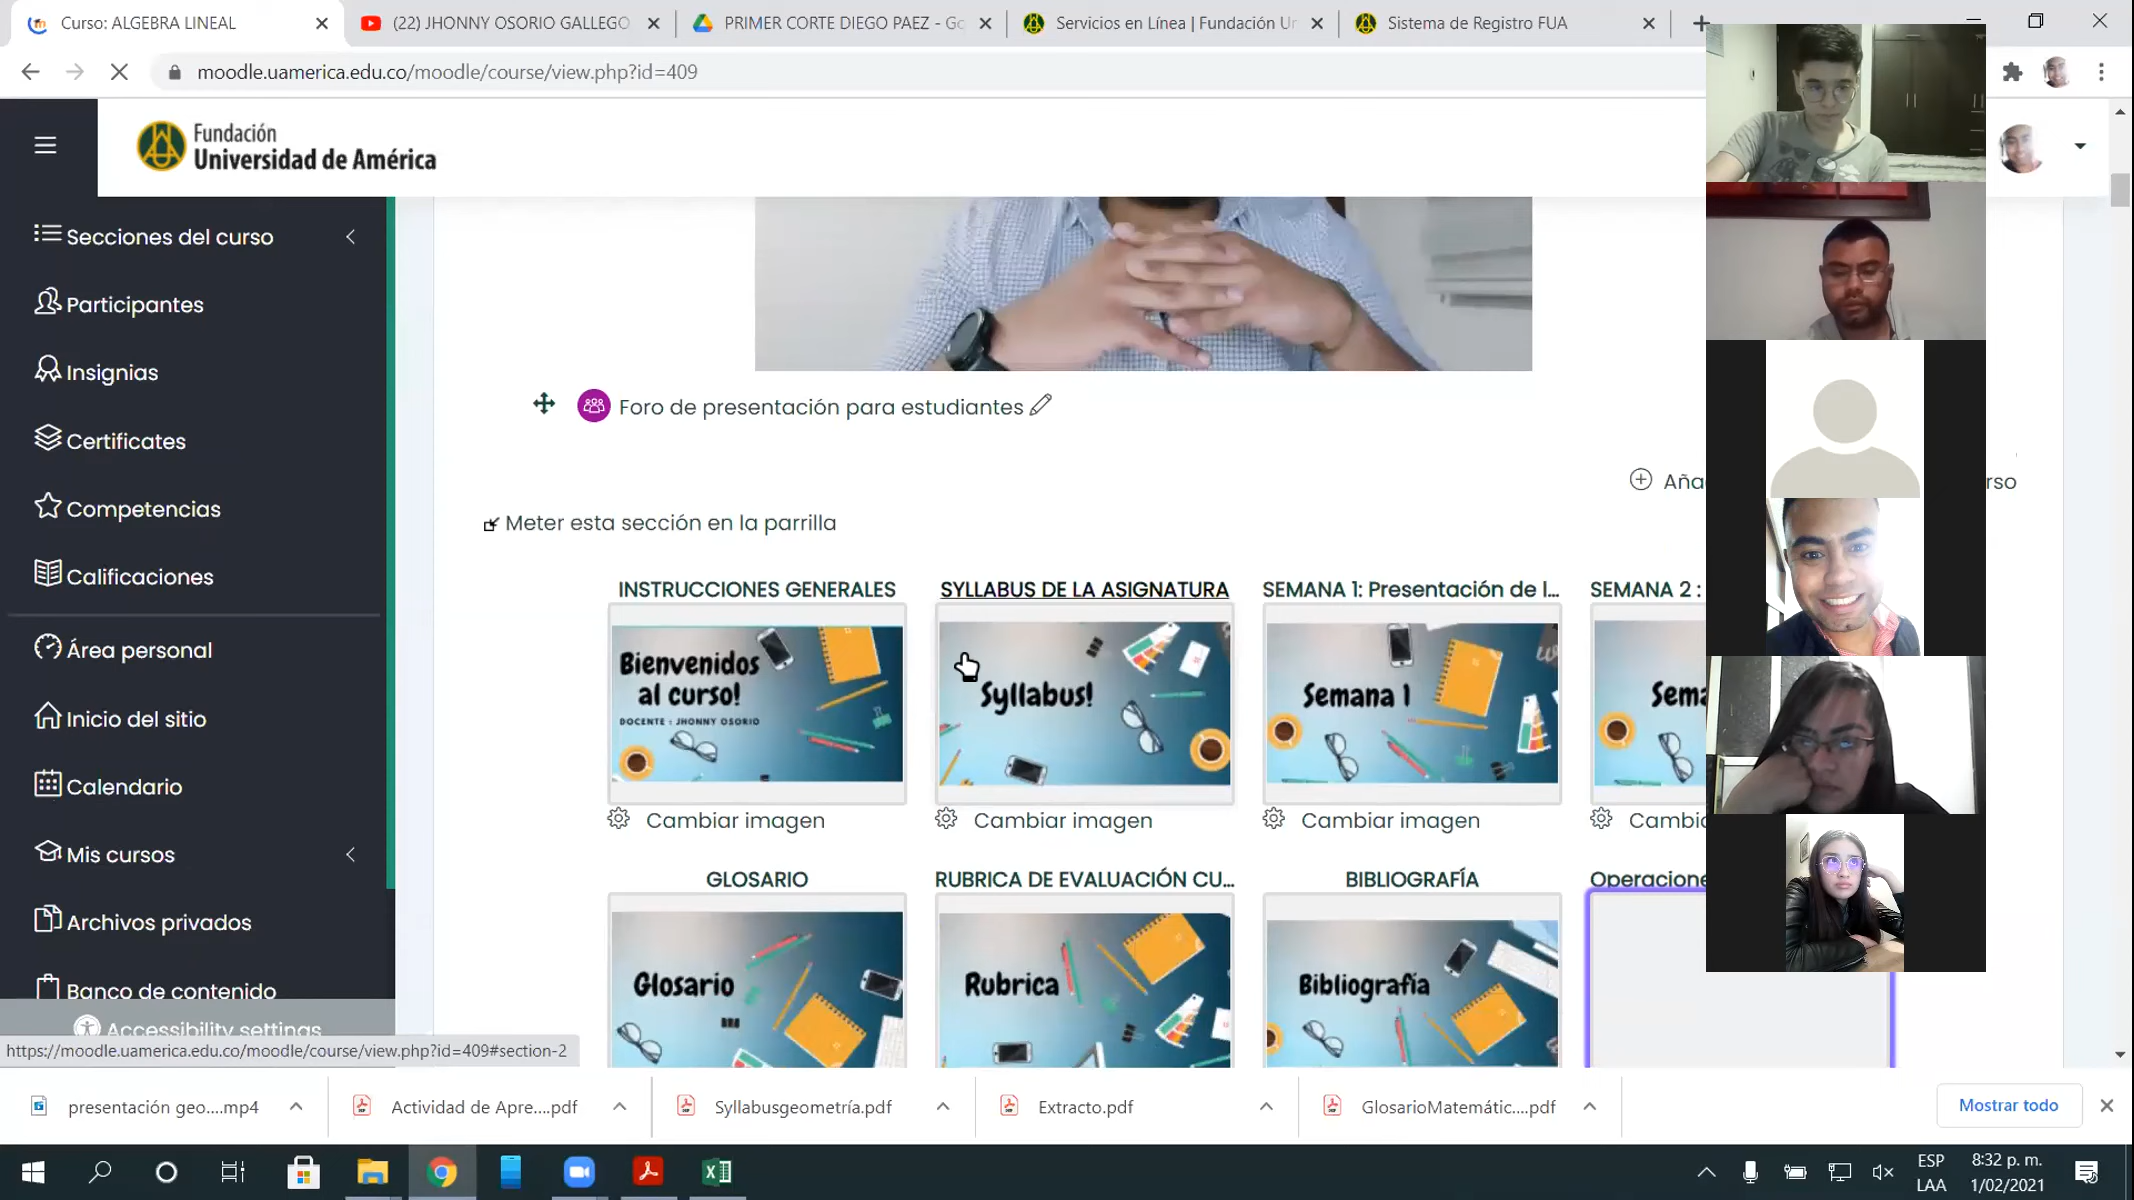 Curso: ALGEBRA LINEAL
(22) JHONNY OSORIO GALLEGO
PRIMER CORTE DIEGO PAEZ - Go
Servicios en Línea | Fundación Un
Sistema de Registro FUA
moodle.uamerica.edu.co/moodle/course/view.php?id=409
Fundación
Universidad de América
Secciones del curso
Participantes
Insignias
Certificates
Competencias
Calificaciones
Área personal
Inicio del sitio
Calendario
Mis cursos
Archivos privados
Banco de contenido
Accessibility settings
https://moodle.uamerica.edu.co/moodle/course/view.php?id=409#section-2
Foro de presentación para estudiantes
Aña
rso
Meter esta sección en la parrilla
INSTRUCCIONES GENERALES
SYLLABUS DE LA ASIGNATURA
SEMANA 1: Presentación de l...
SEMANA 2 :
Bienvenidos
al curso!
DOCENTE : JHONNY OSORIO
Syllabus!
Semana 1
Sema
Cambiar imagen
Cambiar imagen
Cambiar imagen
Cambia
GLOSARIO
RUBRICA DE EVALUACIÓN CU...
BIBLIOGRAFÍA
Operacione
Glosario
Rubrica
Bibliografía
presentación geo....mp4
Actividad de Apre....pdf
Syllabusgeometría.pdf
Extracto.pdf
GlosarioMatemátic....pdf
Mostrar todo
ESP
LAA
8:32 p. m.
1/02/2021